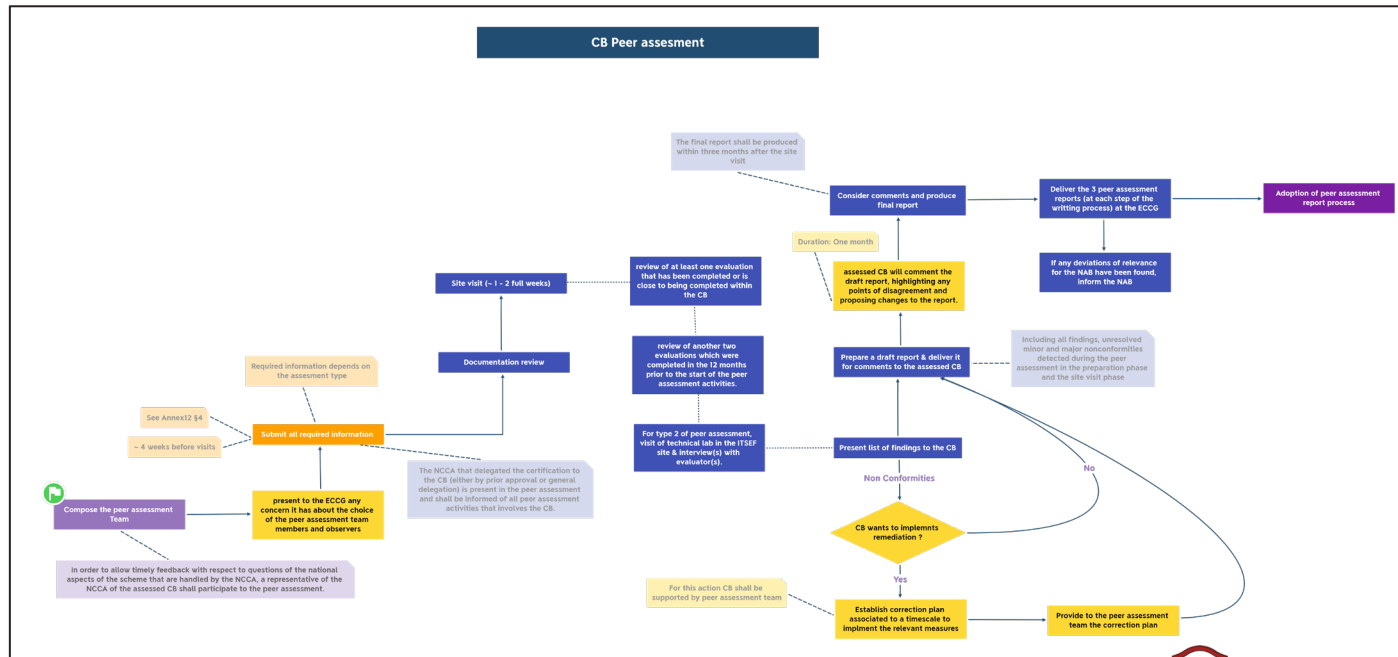 CB Peer assesment
The final report shall be produced
within three months after the site
visit
Consider comments and produce
final report
Deliver the 3 peer assessment
reports (at each step of the
writting process) at the ECCG
Adoption of peer assessment
report process
Duration: One month
If any deviations of relevance
for the NAB have been found,
inform the NAB
assessed CB will comment the
draft report, highlighting any
points of disagreement and
proposing changes to the report.
Site visit (~ 1 - 2 full weeks)
review of at least one evaluation
that has been completed or is
close to being completed within
the CB
Documentation review
review of another two
evaluations which were
completed in the 12 months
prior to the start of the peer
assessment activities.
Prepare a draft report & deliver it
for comments to the assessed CB
Including all findings, unresolved
minor and major nonconformities
detected during the peer
assessment in the preparation phase
and the site visit phase
Required information depends on
the assesment type
See Annex12 §4
~ 4 weeks before visits
Submit all required information
For type 2 of peer assessment,
visit of technical lab in the ITSEF
site & interview(s) with
evaluator(s).
Present list of findings to the CB
The NCCA that delegated the certification to
the CB (either by prior approval or general
delegation) is present in the peer assessment
and shall be informed of all peer assessment
activities that involves the CB.
Non Conformities
No
Compose the peer assessment
Team
present to the ECCG any
concern it has about the choice
of the peer assessment team
members and observers
CB wants to implemnts
remediation ?
In order to allow timely feedback with respect to questions of the national
aspects of the scheme that are handled by the NCCA, a representative of the
NCCA of the assessed CB shall participate to the peer assessment.
Yes
For this action CB shall be
supported by peer assessment team
Establish correction plan
associated to a timescale to
implment the relevant measures
Provide to the peer assessment
team the correction plan